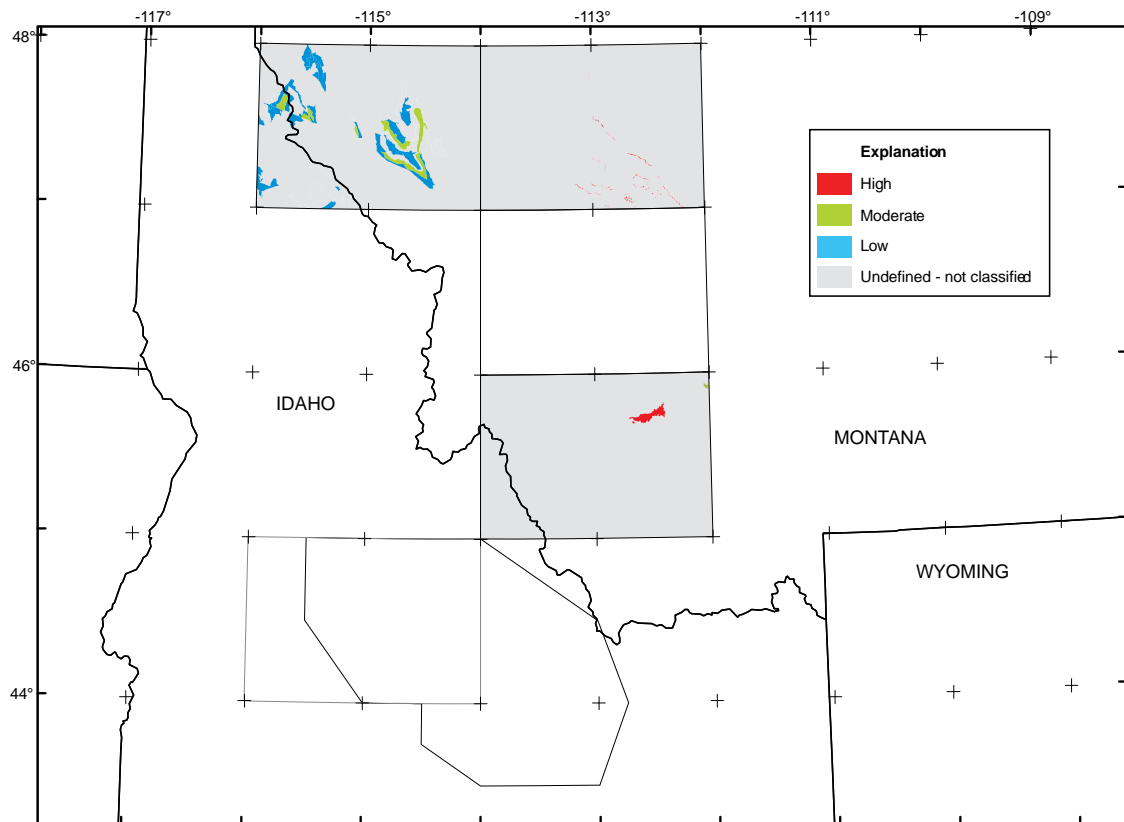 -117° -115° -113° -111° -109°
48°
Explanation
High
Moderate
Low
Undefined - not classified
46°
IDAHO
MONTANA
WYOMING
44°